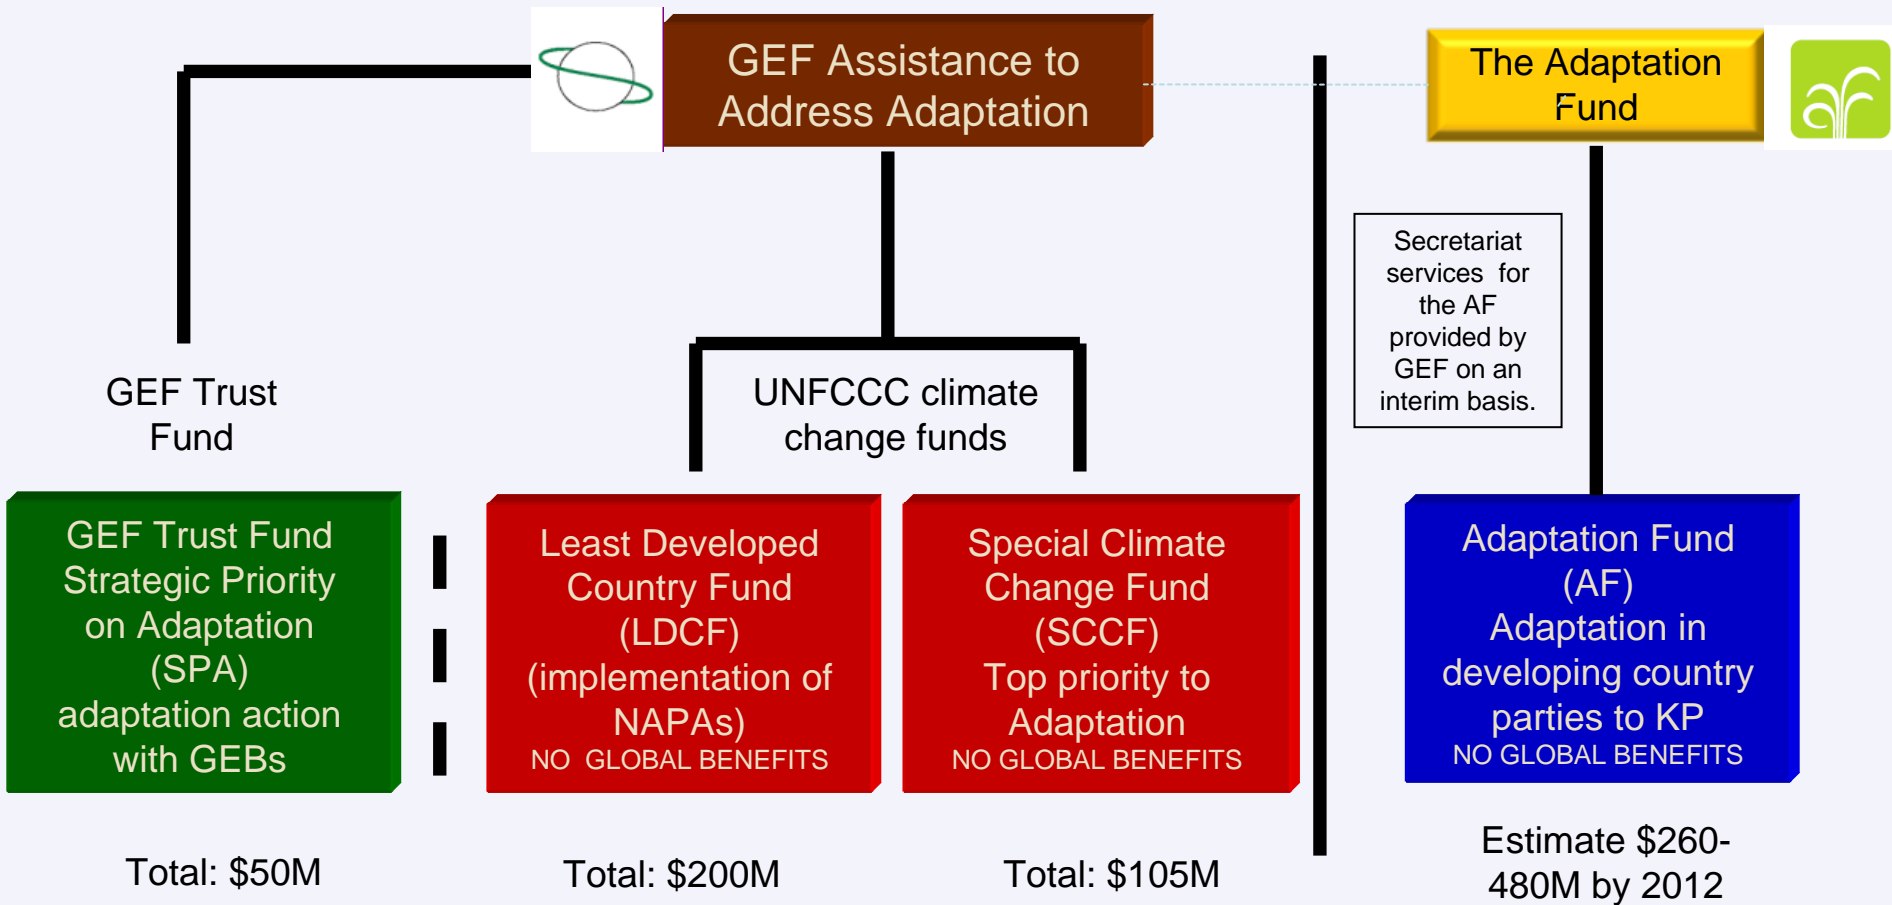 GEF Assistance to
Address Adaptation
The Adaptation
Fund
af
Secretariat
services for
the AF
provided by
GEF on an
interim basis.
GEF Trust
Fund
UNFCCC climate
change funds
GEF Trust Fund
Strategic Priority
on Adaptation
(SPA)
adaptation action
with GEBs
Least Developed
Country Fund
(LDCF)
(implementation of
NAPAs)
NO GLOBAL BENEFITS
Special Climate
Change Fund
(SCCF)
Top priority to
Adaptation
NO GLOBAL BENEFITS
Adaptation Fund
(AF)
Adaptation in
developing country
parties to KP
NO GLOBAL BENEFITS
Total: $50M
Total: $200M
Total: $105M
Estimate $260-
480M by 2012